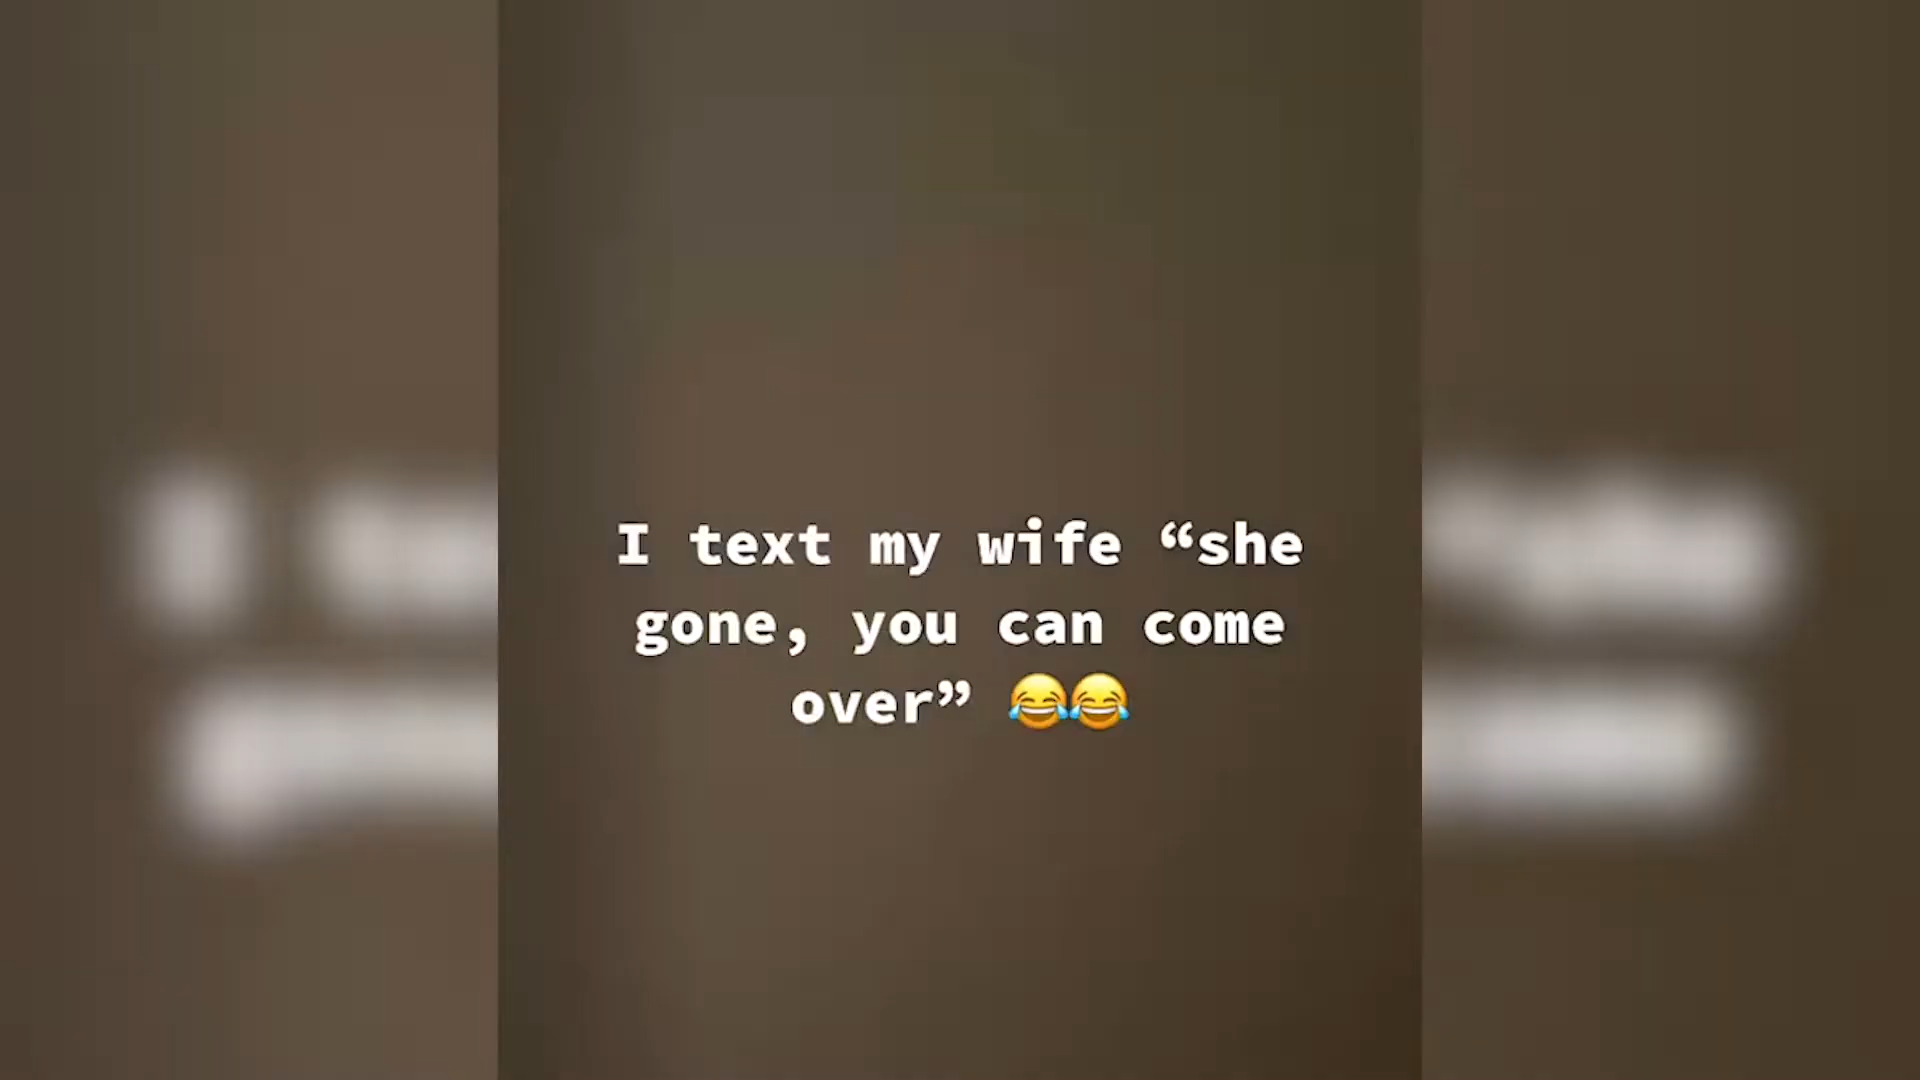 I text my wife “she
gone, you can come
over” 😂😂